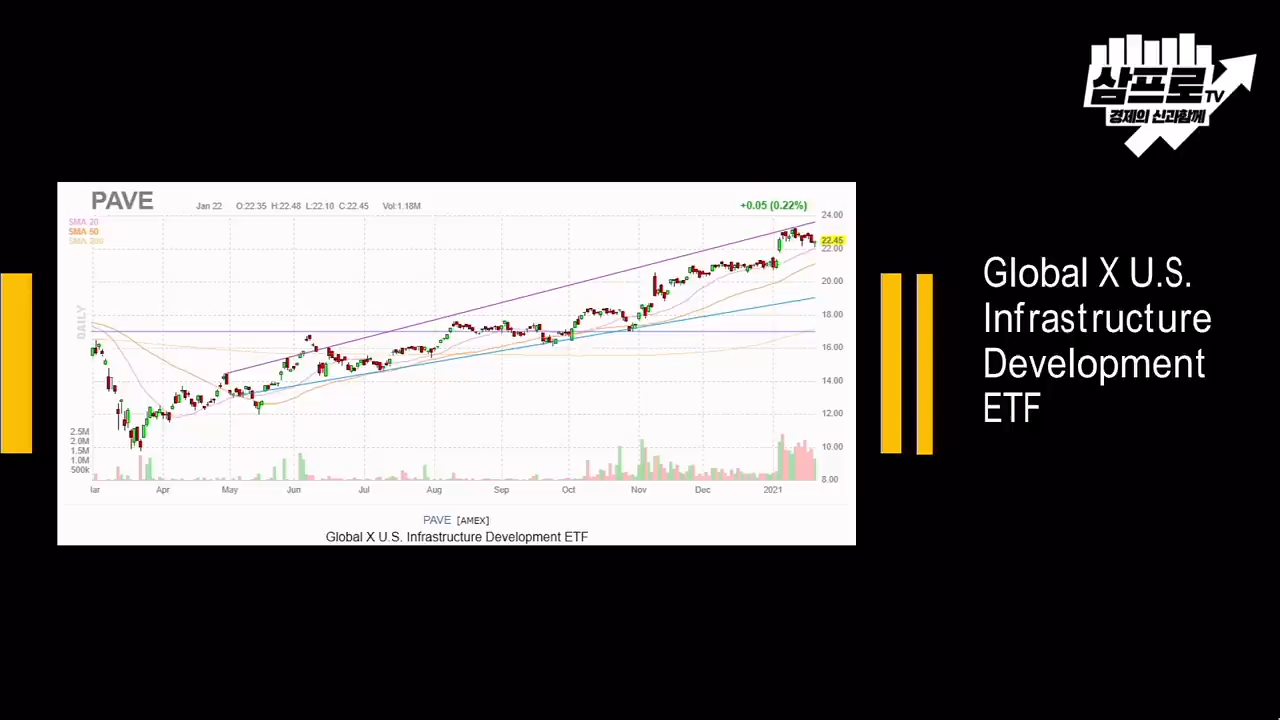 삼프로TV
경제의 신과함께
PAVE
Jan 22 O:22.35 H:22.48 L:22.10 C:22.45 Vol:1.18M
+0.05 (0.22%)
SMA 20
SMA 50
SMA 200
DAILY
24.00
22.45
22.00
20.00
18.00
16.00
14.00
12.00
10.00
8.00
2.5M
2.0M
1.5M
1.0M
500k
Mar Apr May Jun Jul Aug Sep Oct Nov Dec 2021
PAVE [AMEX]
Global X U.S. Infrastructure Development ETF
Global X U.S.
Infrastructure
Development
ETF